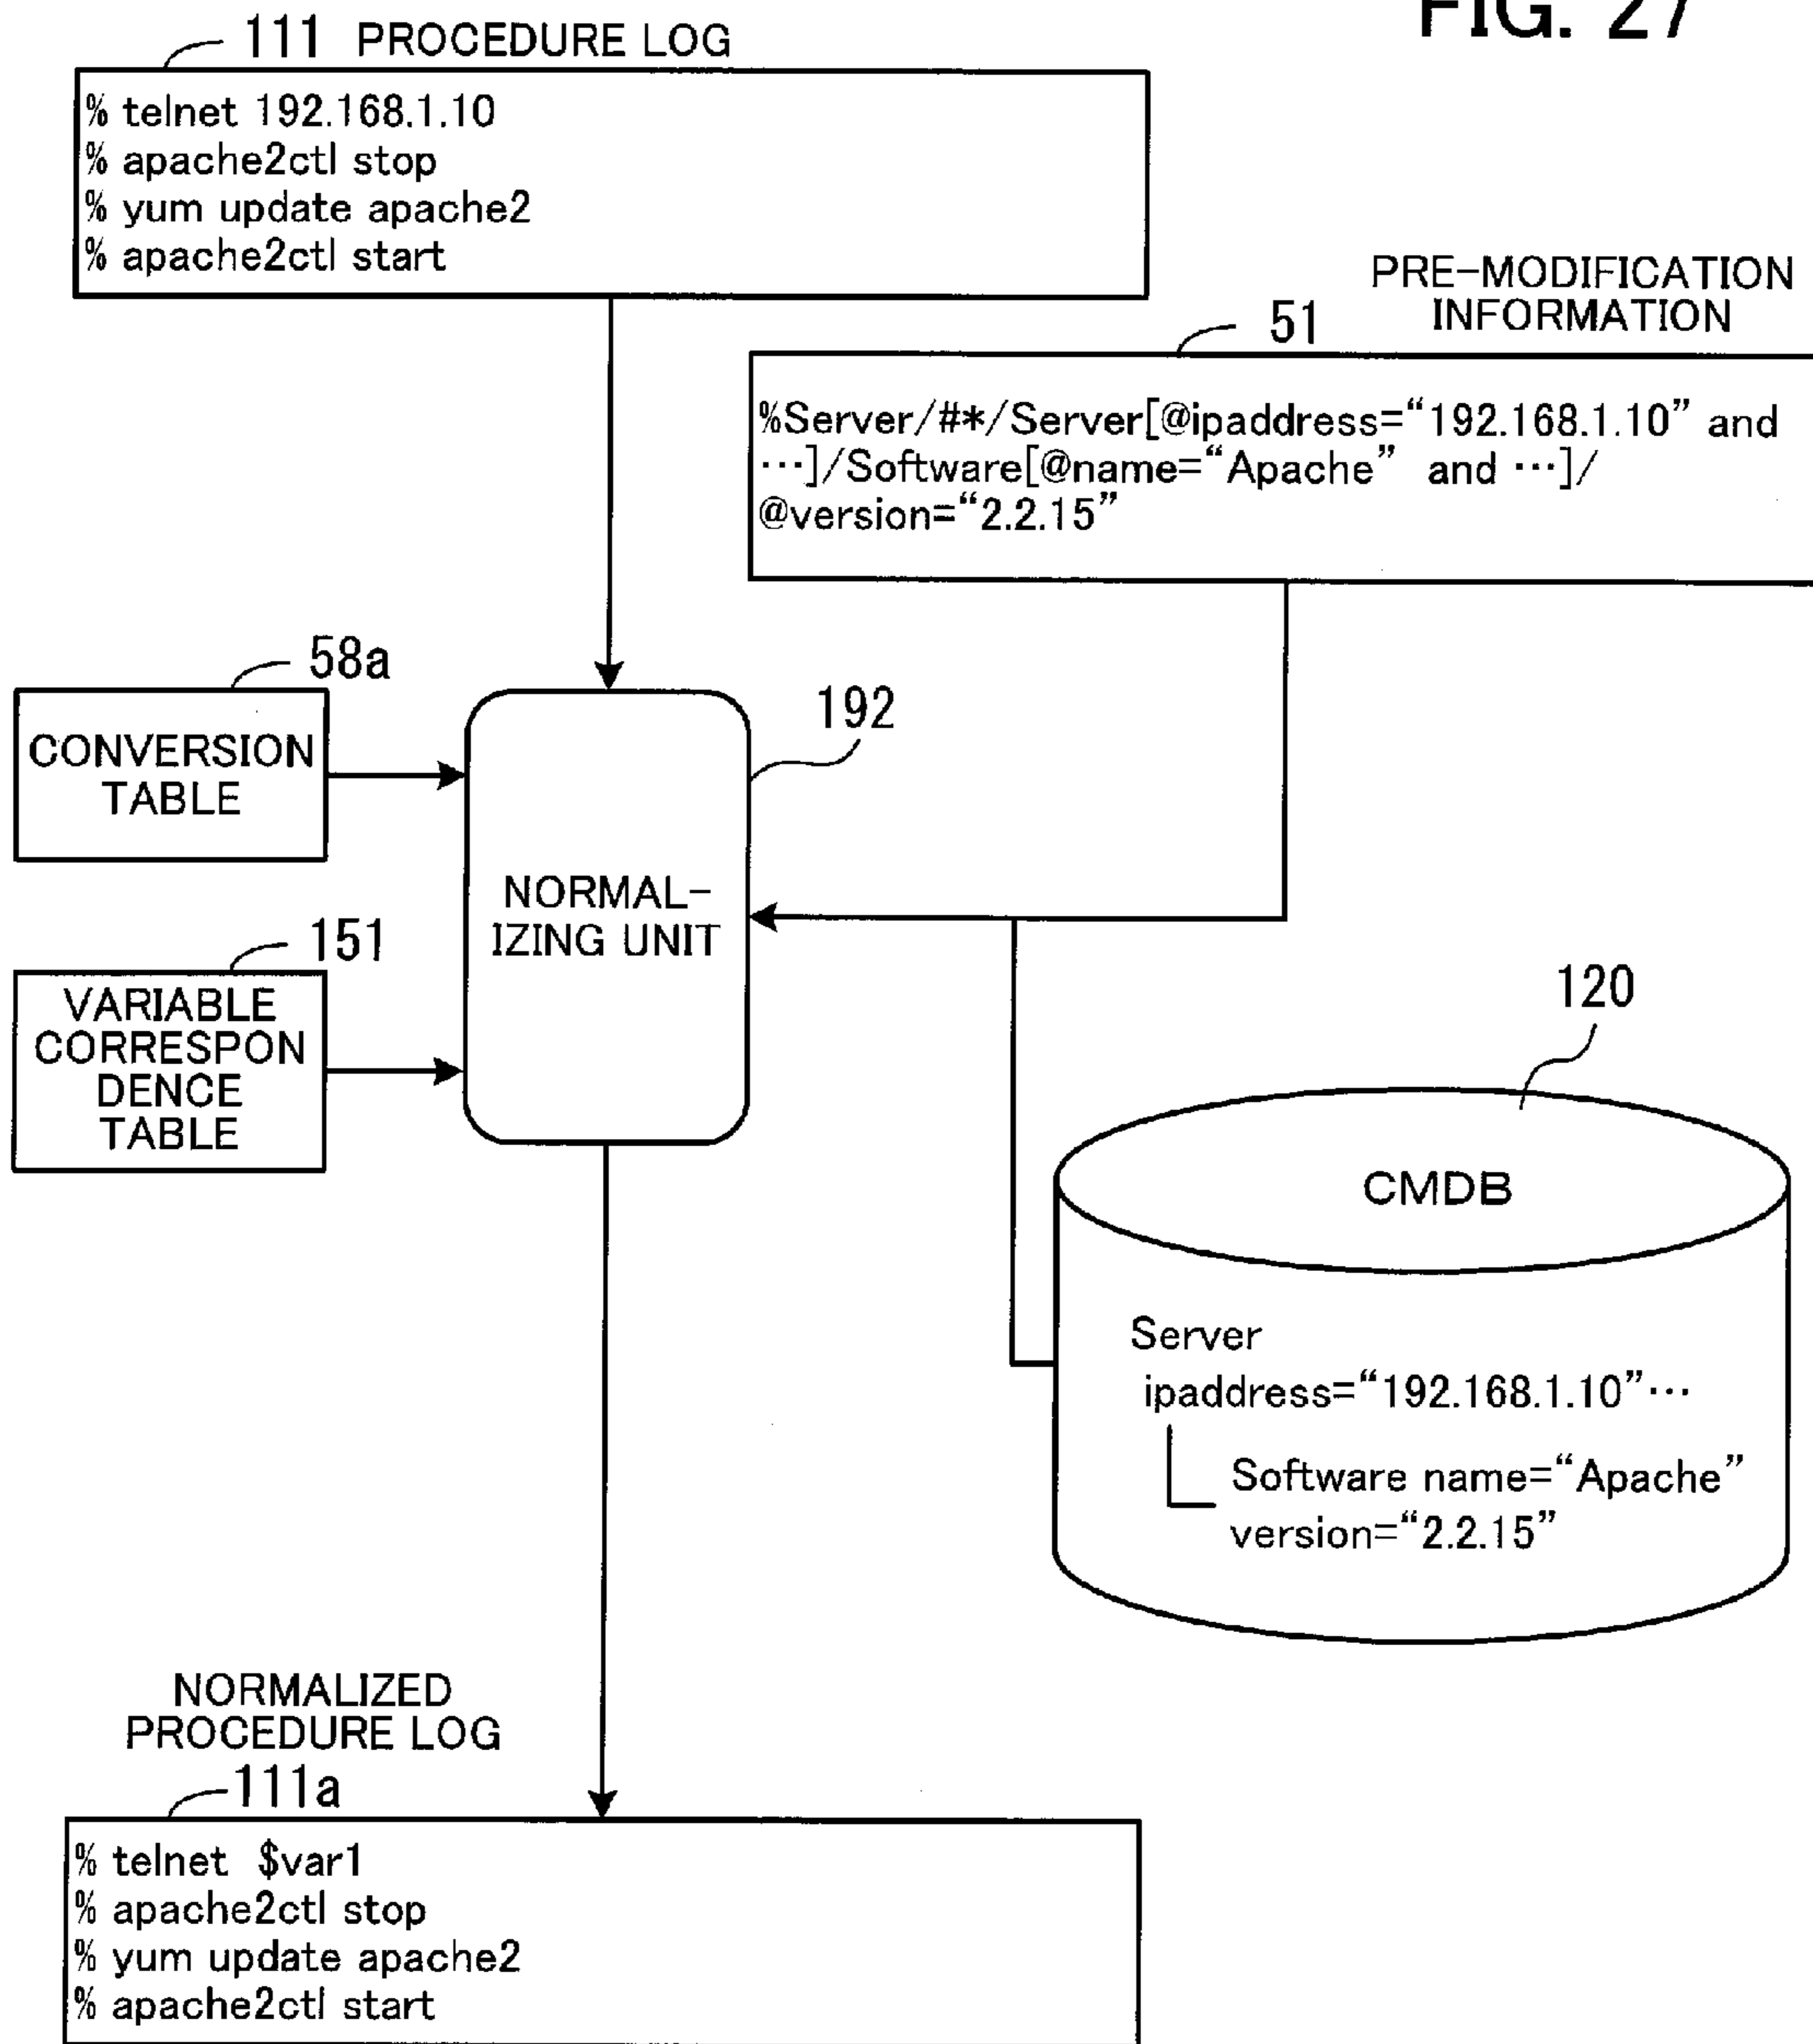 FIG. 27
111 PROCEDURE LOG
% telnet 192.168.1.10
% apache2ctl stop
% yum update apache2
% apache2ctl start
PRE-MODIFICATION
INFORMATION
51
%Server/#*/Server[@ipaddress=“192.168.1.10” and
…]/Software[@name=“Apache” and …]/
@version=“2.2.15”
58a
CONVERSION
TABLE
192
NORMAL-
IZING UNIT
151
VARIABLE
CORRESPON
DENCE
TABLE
120
CMDB
Server
ipaddress=“192.168.1.10”…
Software name=“Apache”
version=“2.2.15”
NORMALIZED
PROCEDURE LOG
111a
% telnet $var1
% apache2ctl stop
% yum update apache2
% apache2ctl start